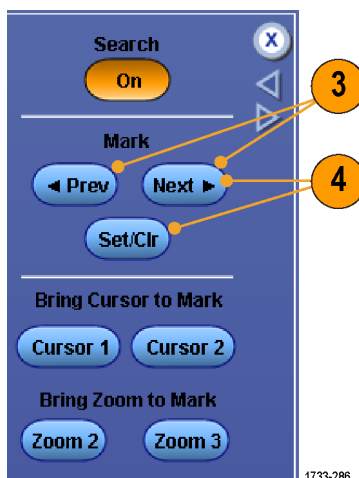 Search
X
On
3
Mark
◄ Prev Next ►
4
Set/Clr
Bring Cursor to Mark
Cursor 1 Cursor 2
Bring Zoom to Mark
Zoom 2 Zoom 3
1733-286